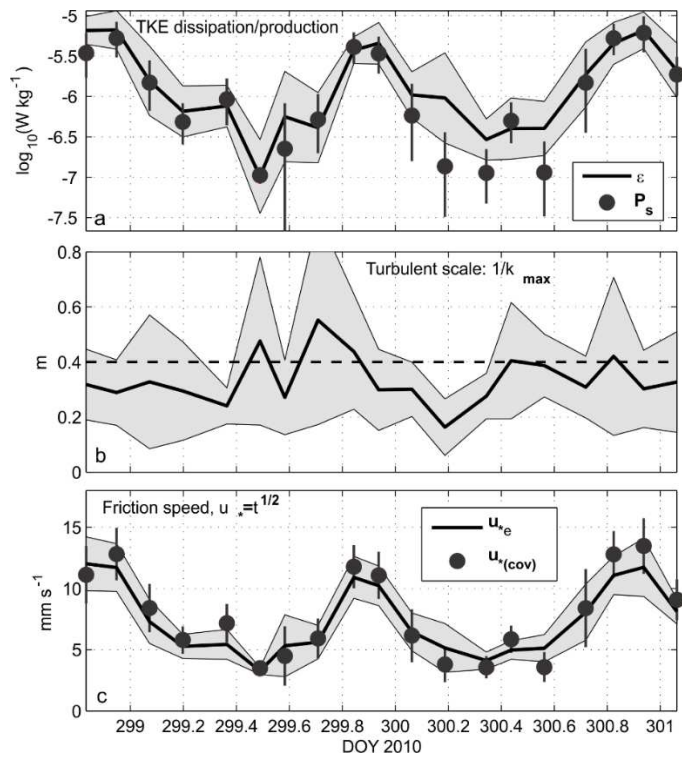 TKE dissipation/production
-5
-5.5
-6
-6.5
-7
-7.5
log10(W kg-1)
ε
Ps
a
0.8
0.6
0.4
0.2
0
m
Turbulent scale: 1/k max
b
Friction speed, u *=t1/2
15
10
5
0
mm s-1
u*e
u*(cov)
c
299 299.2 299.4 299.6 299.8 300 300.2 300.4 300.6 300.8 301
DOY 2010